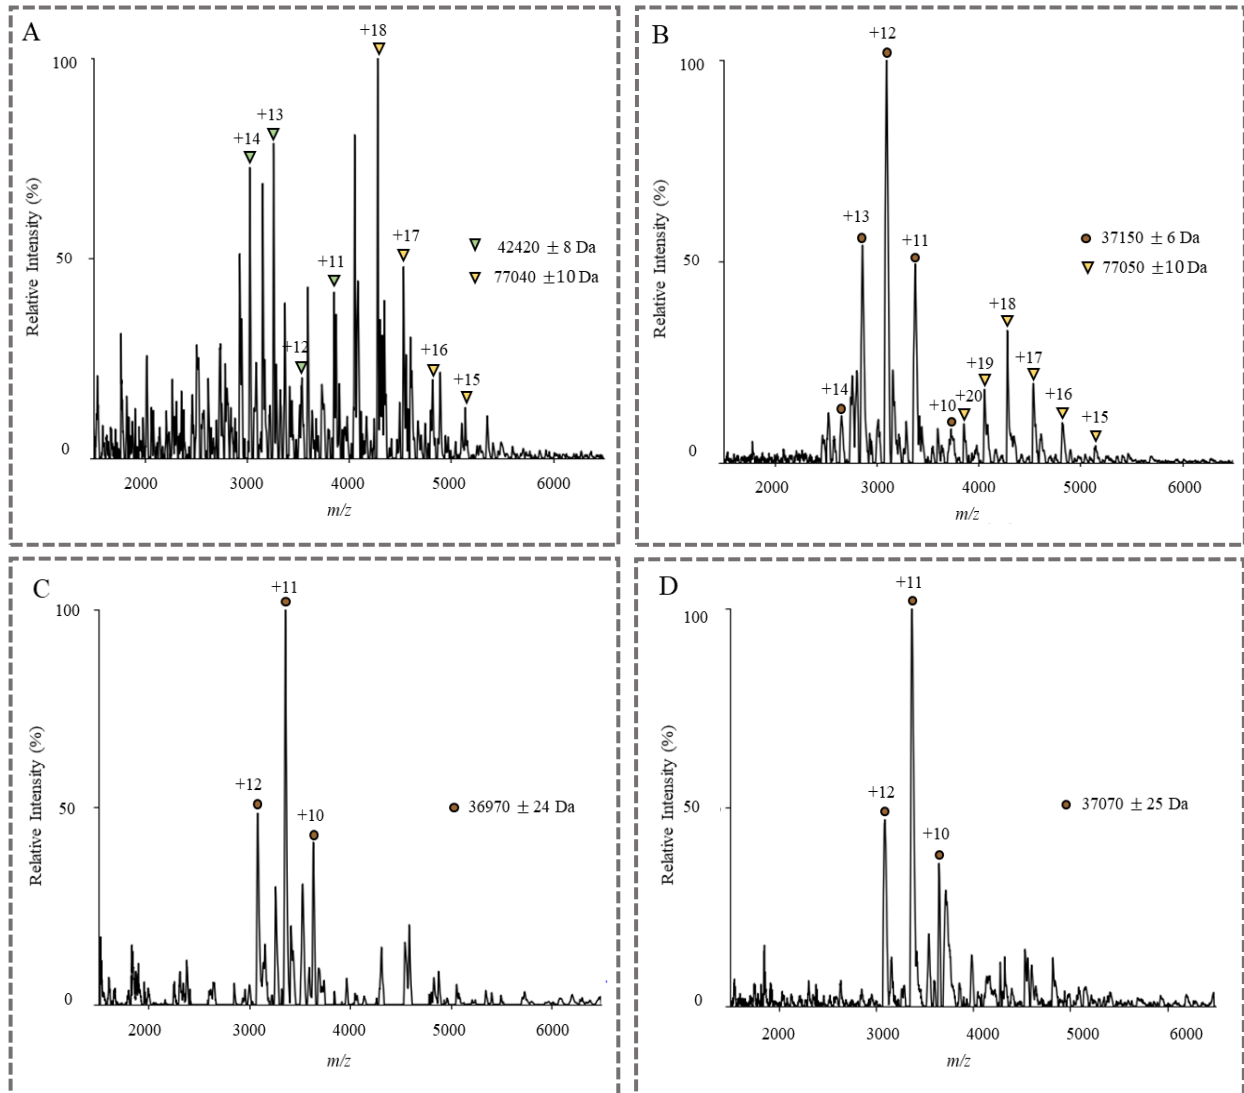 A
+18
100
+13
+14
Relative Intensity (%)
+17
42420 ± 8 Da
+11
77040 ±10 Da
50
+12
+16
+15
0
2000 3000 4000 5000 6000
m/z
B
+12
100
+13
+11
Relative Intensity (%)
37150 ± 6 Da
50
77050 ±10 Da
+18
+19
+17
+14
+10
+20
+16
+15
0
2000 3000 4000 5000 6000
m/z
C
+11
100
+12
Relative Intensity (%)
50
36970 ± 24 Da
+10
0
2000 3000 4000 5000 6000
m/z
D
+11
100
+12
Relative Intensity (%)
50
37070 ± 25 Da
+10
0
2000 3000 4000 5000 6000
m/z